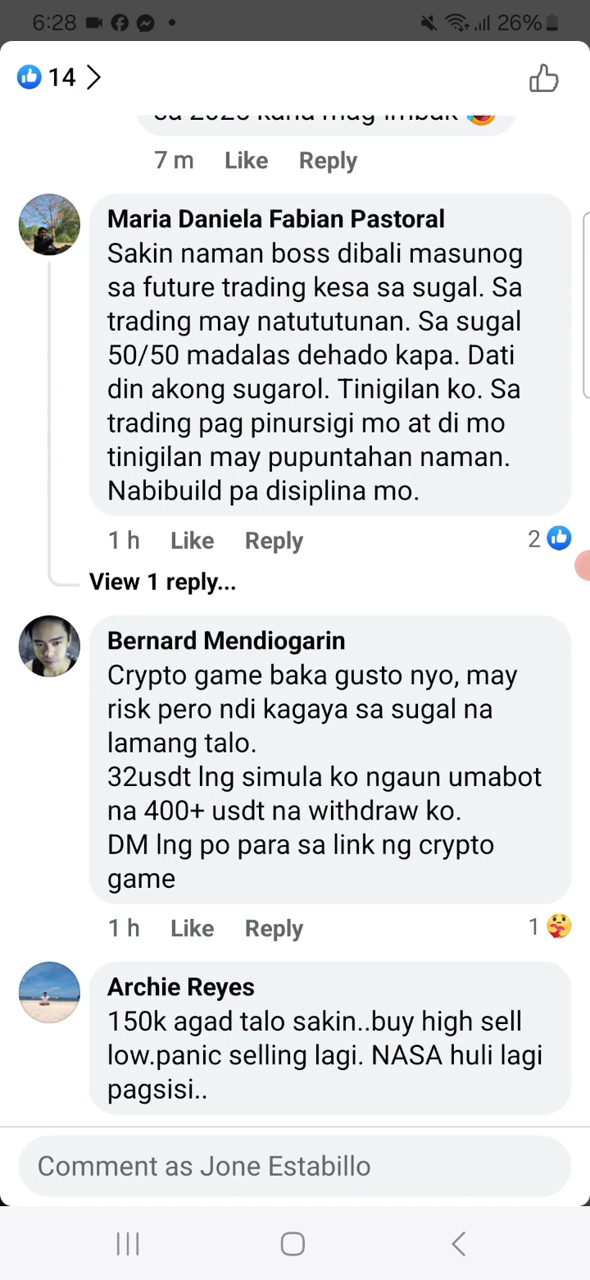 6:28
26%
14
7 m Like Reply
Maria Daniela Fabian Pastoral
Sakin naman boss dibali masunog
sa future trading kesa sa sugal. Sa
trading may natututunan. Sa sugal
50/50 madalas dehado kapa. Dati
din akong sugarol. Tinigilan ko. Sa
trading pag pinursigi mo at di mo
tinigilan may pupuntahan naman.
Nabibuild pa disiplina mo.
1 h Like Reply 2
View 1 reply...
Bernard Mendiogarin
Crypto game baka gusto nyo, may
risk pero ndi kagaya sa sugal na
lamang talo.
32usdt lng simula ko ngaun umabot
na 400+ usdt na withdraw ko.
DM lng po para sa link ng crypto
game
1 h Like Reply 1
Archie Reyes
150k agad talo sakin..buy high sell
low.panic selling lagi. NASA huli lagi
pagsisi..
Comment as Jone Estabillo